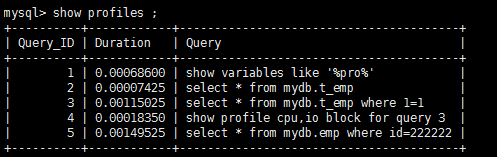 mysql> show profiles ;
+----------+------------+----------------------------------------+
| Query_ID | Duration | Query |
+----------+------------+----------------------------------------+
| 1 | 0.00068600 | show variables like '%pro%' |
| 2 | 0.00007425 | select * from mydb.t_emp |
| 3 | 0.00115025 | select * from mydb.t_emp where 1=1 |
| 4 | 0.00018350 | show profile cpu,io block for query 3 |
| 5 | 0.00149525 | select * from mydb.emp where id=222222 |
+----------+------------+----------------------------------------+